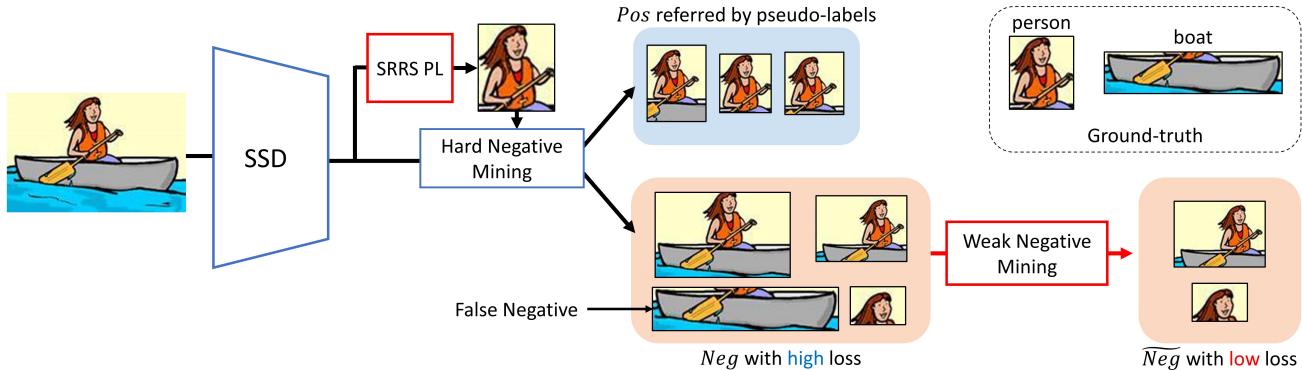 Pos referred by pseudo-labels
person
boat
Ground-truth
SRRS PL
SSD
Hard Negative
Mining
Weak Negative
Mining
False Negative
Neg with high loss
\widetilde{Neg} with low loss